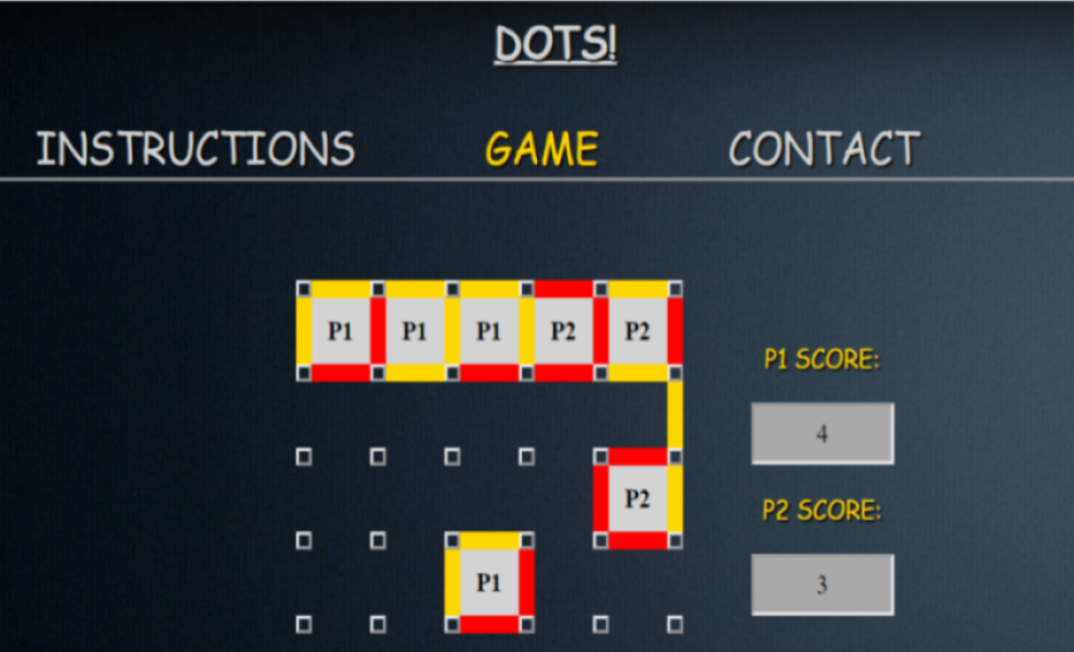 DOTS!
INSTRUCTIONS GAME CONTACT
P1 P1 P1 P2 P2
P1 SCORE:
4
P2
P2 SCORE:
P1
3